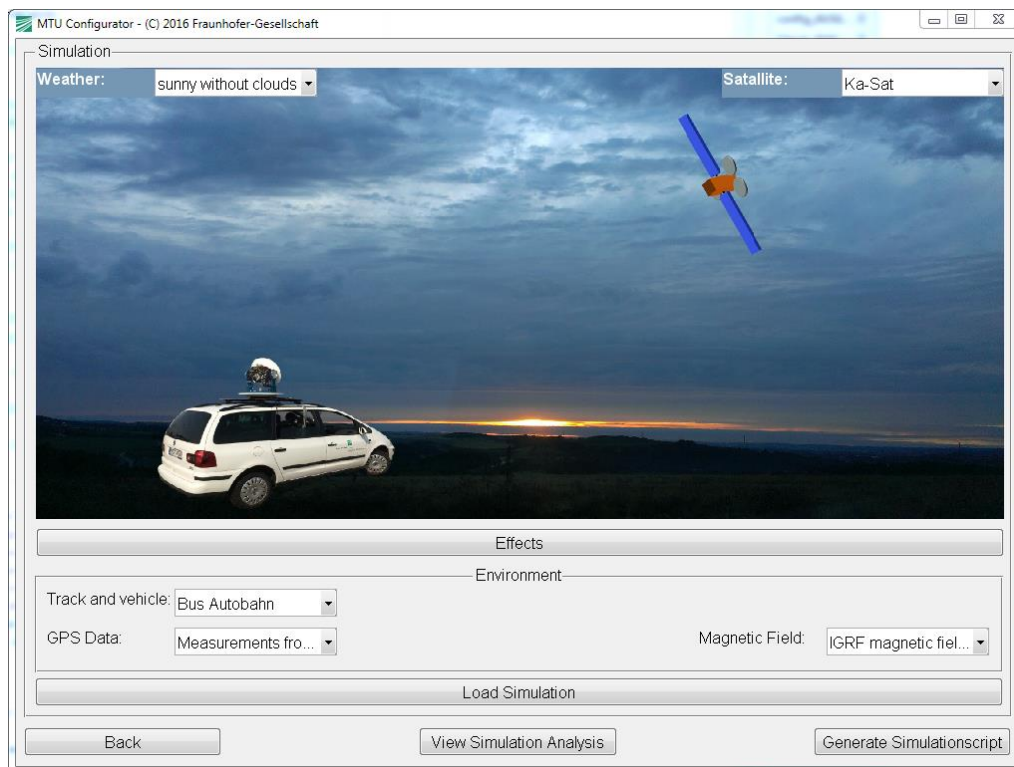 MTU Configurator - (C) 2016 Fraunhofer-Gesellschaft
Simulation
Weather: sunny without clouds
Satallite: Ka-Sat
Effects
Environment
Track and vehicle: Bus Autobahn
GPS Data: Measurements fro...
Magnetic Field: IGRF magnetic fiel...
Load Simulation
Back
View Simulation Analysis
Generate Simulationscript